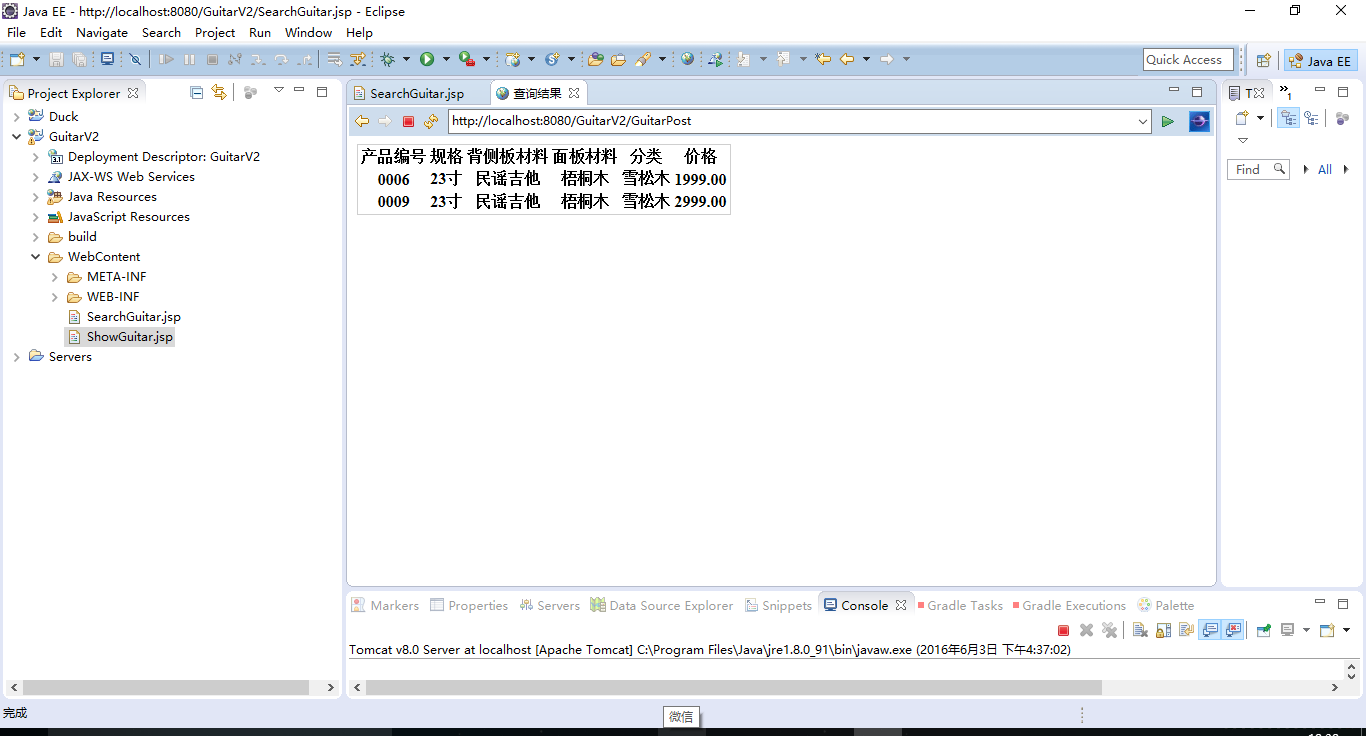 Java EE - http://localhost:8080/GuitarV2/SearchGuitar.jsp - Eclipse
File Edit Navigate Search Project Run Window Help
Quick Access Java EE
Project Explorer
Duck
GuitarV2
Deployment Descriptor: GuitarV2
JAX-WS Web Services
Java Resources
JavaScript Resources
build
WebContent
META-INF
WEB-INF
SearchGuitar.jsp
ShowGuitar.jsp
Servers
SearchGuitar.jsp 查询结果
http://localhost:8080/GuitarV2/GuitarPost
产品编号 规格 背侧板材料 面板材料 分类 价格
0006 23寸 民谣吉他 梧桐木 雪松木 1999.00
0009 23寸 民谣吉他 梧桐木 雪松木 2999.00
T »1
Find All
Markers Properties Servers Data Source Explorer Snippets Console Gradle Tasks Gradle Executions Palette
Tomcat v8.0 Server at localhost [Apache Tomcat] C:\Program Files\Java\jre1.8.0_91\bin\javaw.exe (2016年6月3日 下午4:37:02)
完成
微信